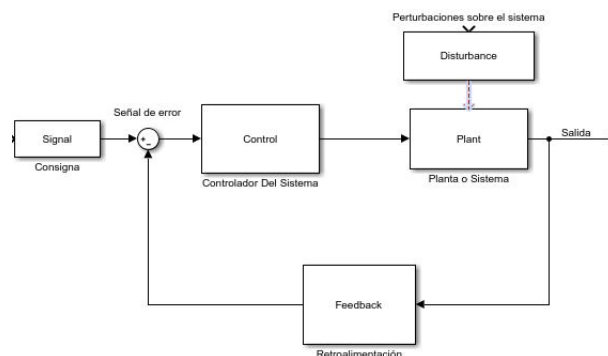 Perturbaciones sobre el sistema
Disturbance
Señal de error
Signal
Consigna
+
-
Control
Controlador Del Sistema
Plant
Planta o Sistema
Salida
Feedback
Retroalimentación